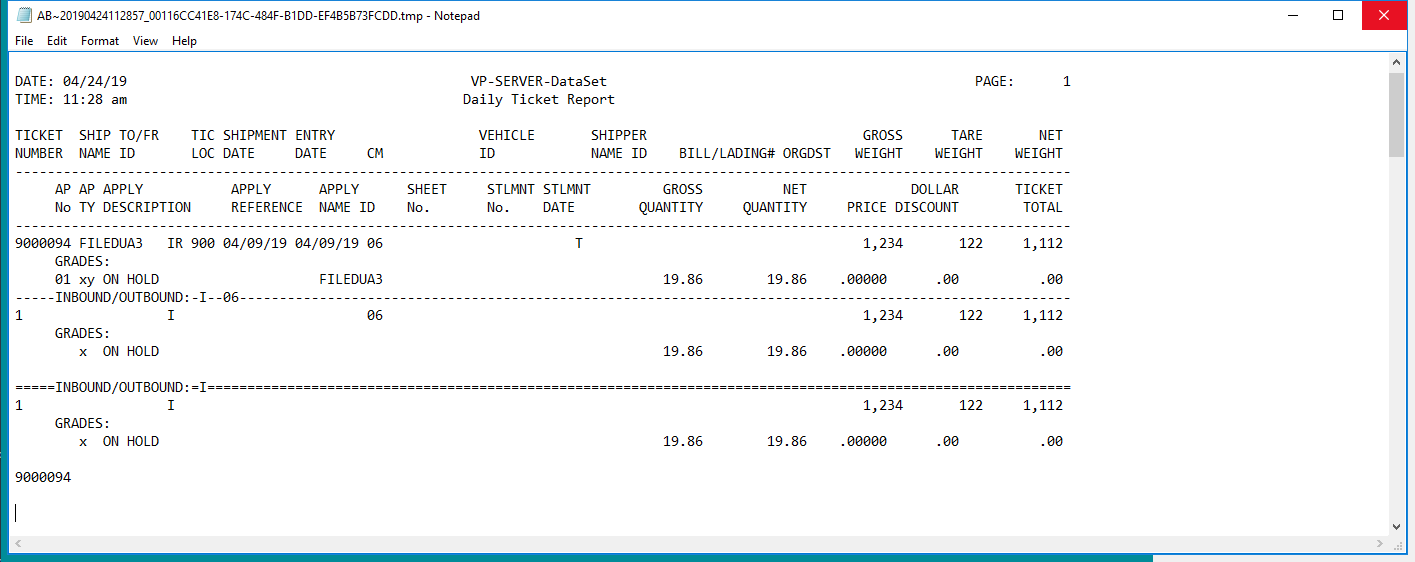 AB~20190424112857_00116CC41E8-174C-484F-B1DD-EF4B5B73FCDD.tmp - Notepad
File Edit Format View Help
DATE: 04/24/19 VP-SERVER-DataSet PAGE: 1
TIME: 11:28 am Daily Ticket Report
TICKET SHIP TO/FR TIC SHIPMENT ENTRY VEHICLE SHIPPER GROSS TARE NET
NUMBER NAME ID LOC DATE DATE CM ID NAME ID BILL/LADING# ORGDST WEIGHT WEIGHT WEIGHT
------------------------------------------------------------------------------------------------------------------------------------
AP AP APPLY APPLY APPLY SHEET STLMNT STLMNT GROSS NET DOLLAR TICKET
No TY DESCRIPTION REFERENCE NAME ID No. No. DATE QUANTITY QUANTITY PRICE DISCOUNT TOTAL
------------------------------------------------------------------------------------------------------------------------------------
9000094 FILEDUA3 IR 900 04/09/19 04/09/19 06 T 1,234 122 1,112
GRADES:
01 xy ON HOLD FILEDUA3 19.86 19.86 .00000 .00 .00
-----INBOUND/OUTBOUND:-I--06--------------------------------------------------------------------------------------------------------
1 I 06 1,234 122 1,112
GRADES:
x ON HOLD 19.86 19.86 .00000 .00 .00
=====INBOUND/OUTBOUND:=I============================================================================================================
1 I 1,234 122 1,112
GRADES:
x ON HOLD 19.86 19.86 .00000 .00 .00
9000094